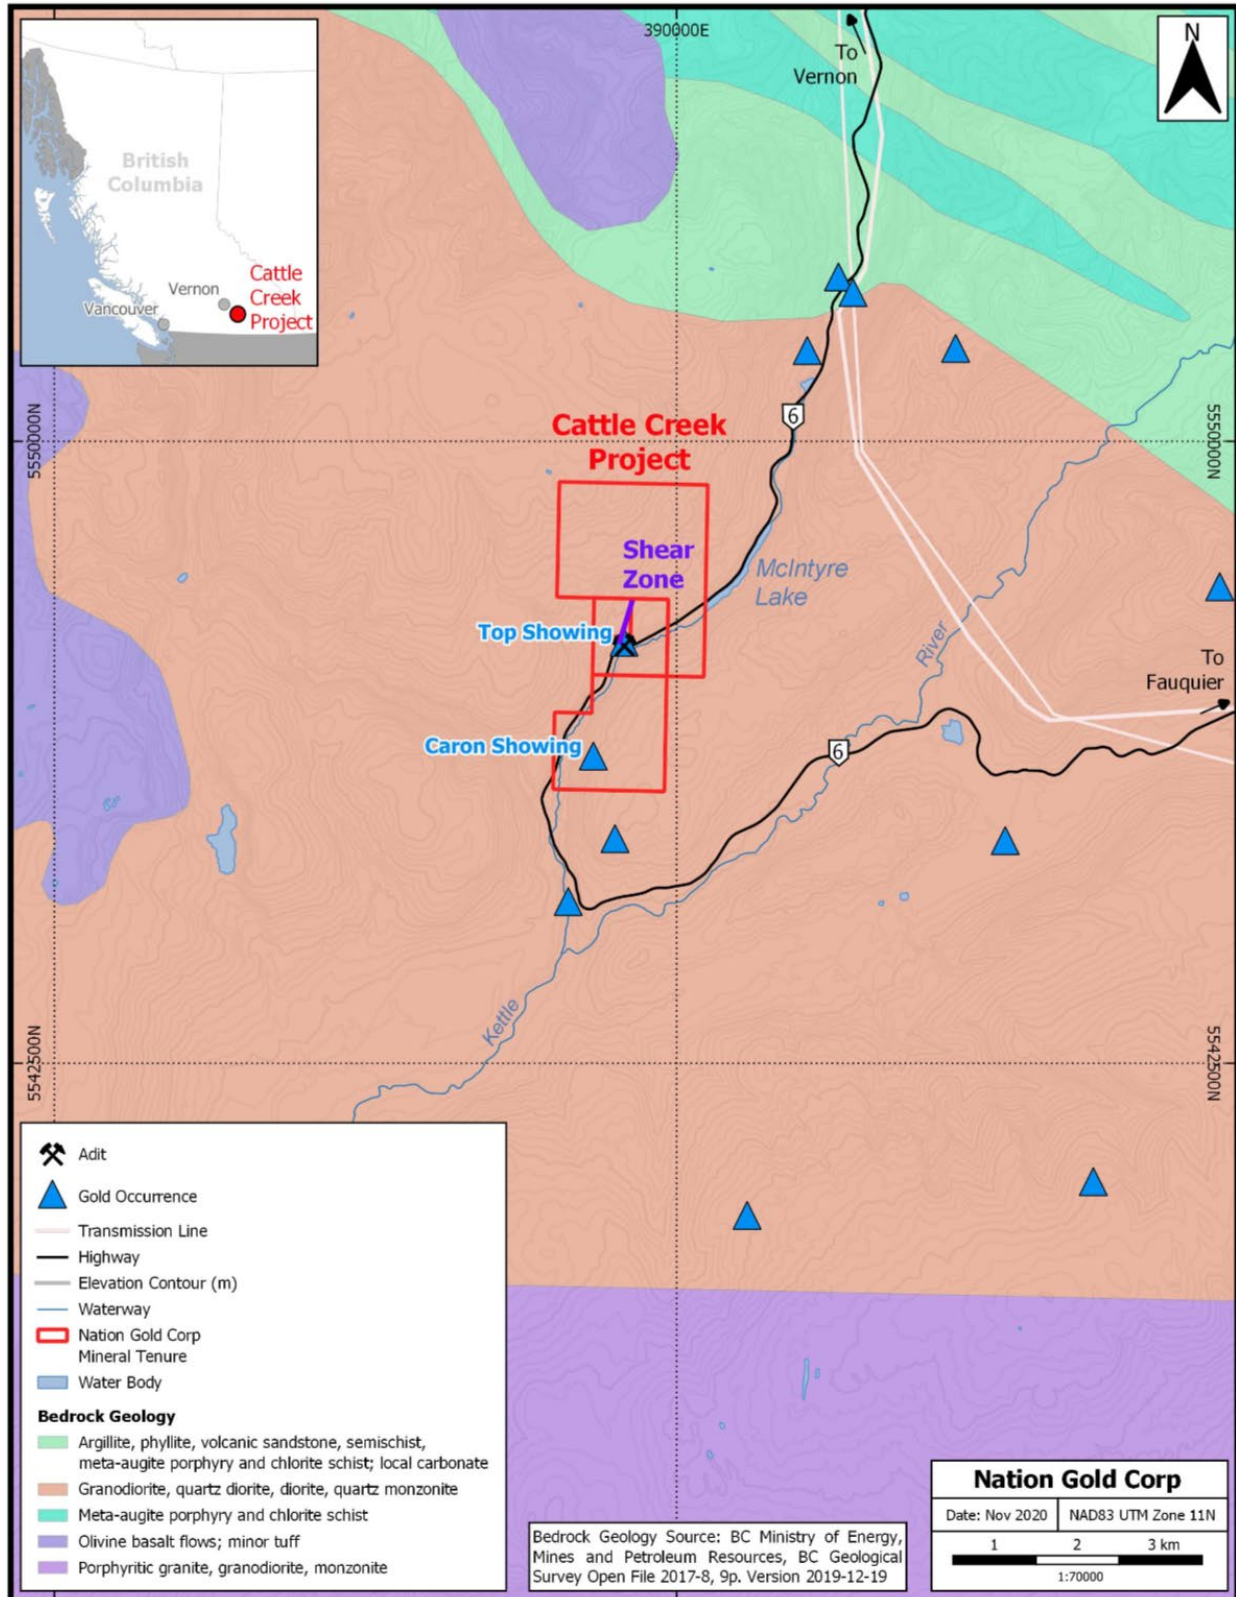 390000E
N
To
Vernon
British
Columbia
Vernon
Vancouver
Cattle
Creek
Project
5550000N
5550000N
6
Cattle Creek
Project
Shear
Zone
McIntyre
Lake
Top Showing
River
To
Fauquier
Caron Showing
6
Kettle
5542500N
5542500N
Adit
Gold Occurrence
Transmission Line
Highway
Elevation Contour (m)
Waterway
Nation Gold Corp
Mineral Tenure
Water Body
Bedrock Geology
Argillite, phyllite, volcanic sandstone, semischist,
meta-augite porphyry and chlorite schist; local carbonate
Granodiorite, quartz diorite, diorite, quartz monzonite
Meta-augite porphyry and chlorite schist
Olivine basalt flows; minor tuff
Porphyritic granite, granodiorite, monzonite
Bedrock Geology Source: BC Ministry of Energy,
Mines and Petroleum Resources, BC Geological
Survey Open File 2017-8, 9p. Version 2019-12-19
Nation Gold Corp
Date: Nov 2020 NAD83 UTM Zone 11N
1 2 3 km
1:70000